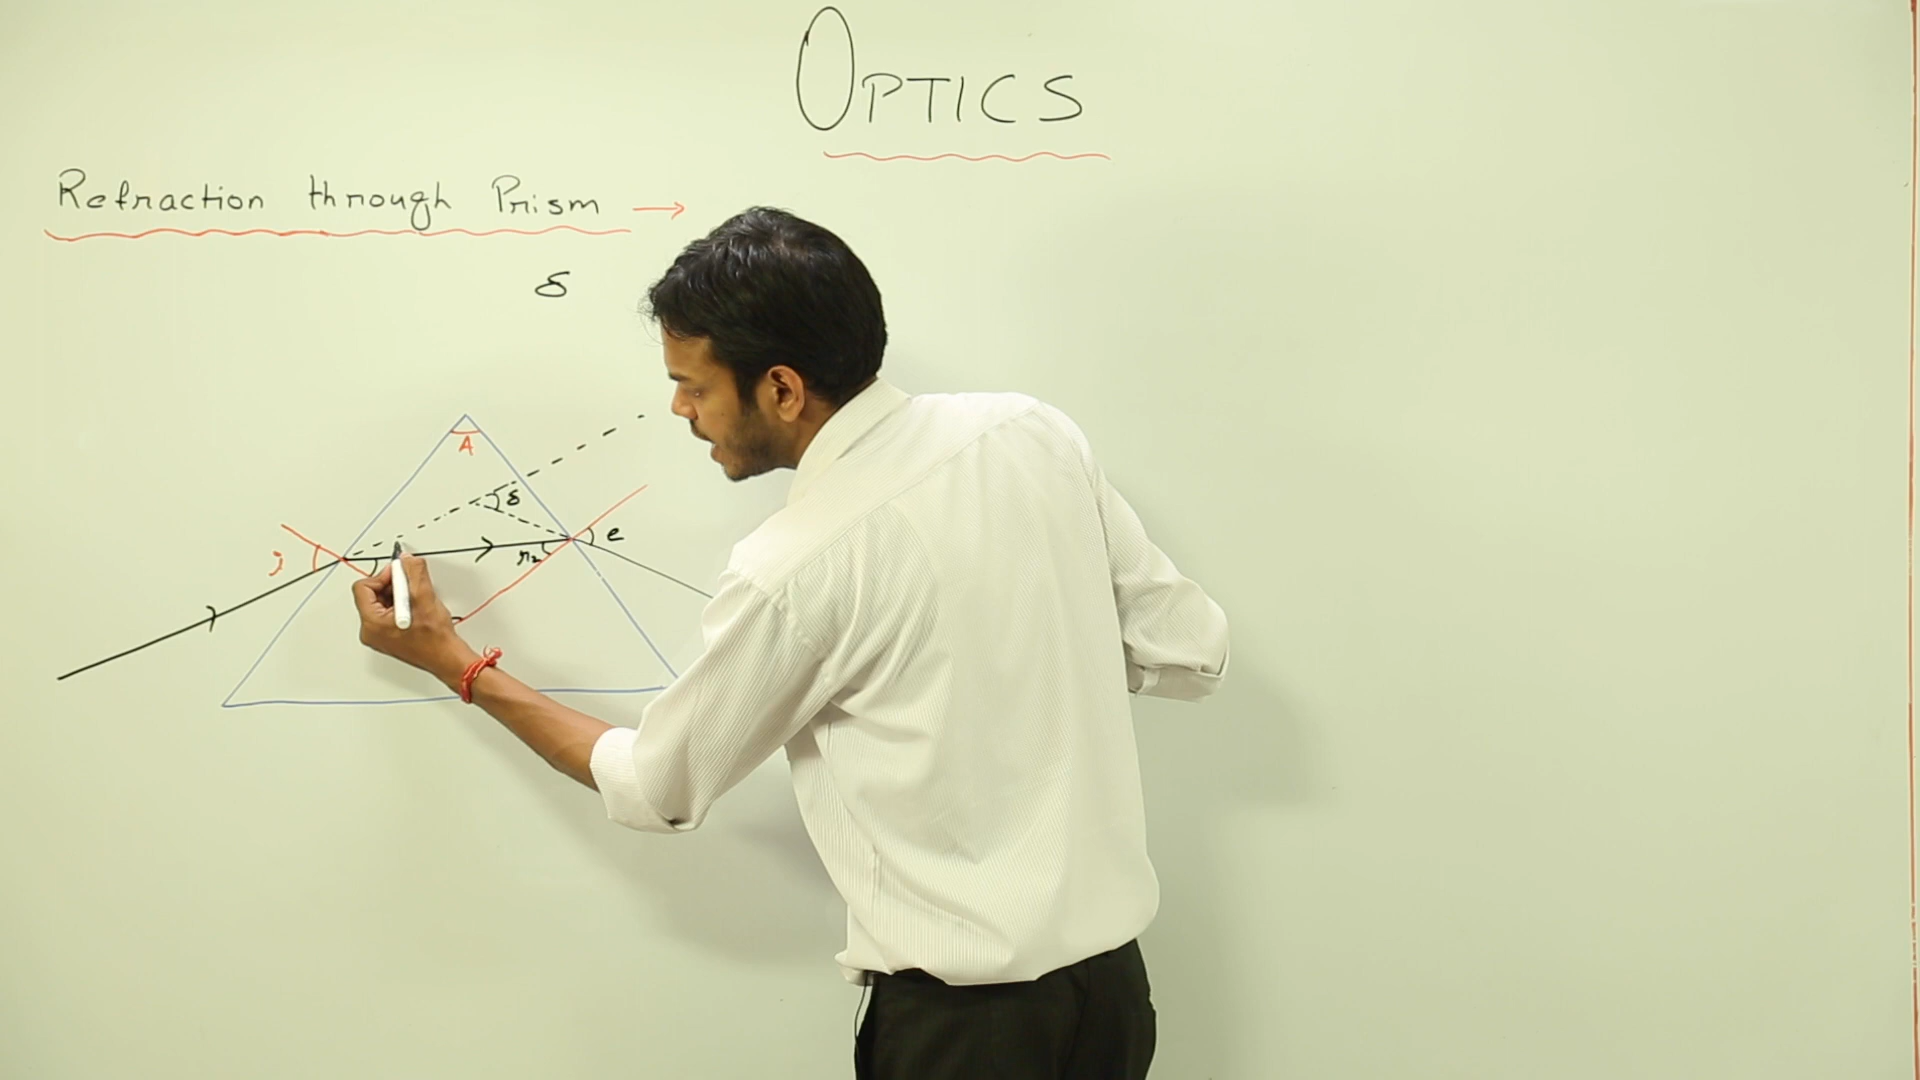 OPTICS
Refraction through Prism →
δ
A
δ
i
e
r₂